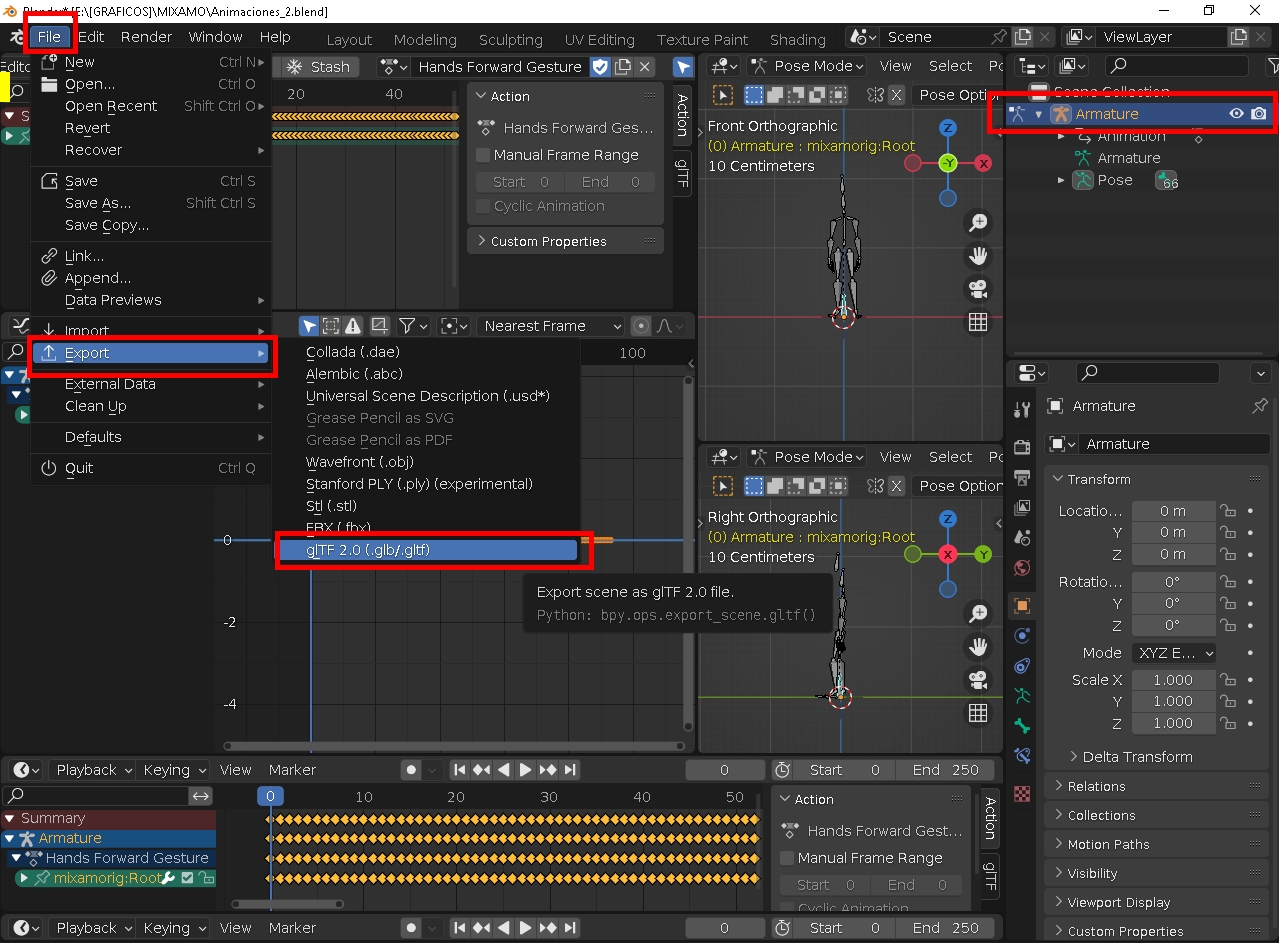 Blender* [E:\[GRAFICOS]\MIXAMO\Animaciones_2.blend]
File Edit Render Window Help Layout Modeling Sculpting UV Editing Texture Paint Shading Scene ViewLayer
New Ctrl N
Open... Ctrl O
Open Recent Shift Ctrl O
Revert
Recover
Save Ctrl S
Save As... Shift Ctrl S
Save Copy...
Link...
Append...
Data Previews
Import
Export
External Data
Clean Up
Defaults
Quit Ctrl Q
Collada (.dae)
Alembic (.abc)
Universal Scene Description (.usd*)
Grease Pencil as SVG
Grease Pencil as PDF
Wavefront (.obj)
Stanford PLY (.ply) (experimental)
Stl (.stl)
FBX (.fbx)
glTF 2.0 (.glb/.gltf)
Export scene as glTF 2.0 file.
Python: bpy.ops.export_scene.gltf()
Stash Hands Forward Gesture
20 40
Action
Hands Forward Ges...
Manual Frame Range
Start 0 End 0
Cyclic Animation
Custom Properties
Action
glTF
Nearest Frame
100
0
-2
-4
Pose Mode View Select Po
Pose Optio
Front Orthographic
(0) Armature : mixamorig:Root
10 Centimeters
Z
-Y X
Pose Mode View Select Po
Pose Option
Right Orthographic
(0) Armature : mixamorig:Root
10 Centimeters
Z
X Y
Scene Collection
Armature
Animation
Armature
Pose 66
Armature
Armature
Transform
Locatio... 0 m
Y 0 m
Z 0 m
Rotatio... 0°
Y 0°
Z 0°
Mode XYZ E...
Scale X 1.000
Y 1.000
Z 1.000
Delta Transform
Relations
Collections
Motion Paths
Visibility
Viewport Display
Custom Properties
Playback Keying View Marker 0 Start 0 End 250
0 10 20 30 40 50
Summary
Armature
Hands Forward Gesture
mixamorig:Root
Action
Hands Forward Gest...
Manual Frame Range
Start 0 End 0
Cyclic Animation
Action
glTF
Playback Keying View Marker 0 Start 0 End 250